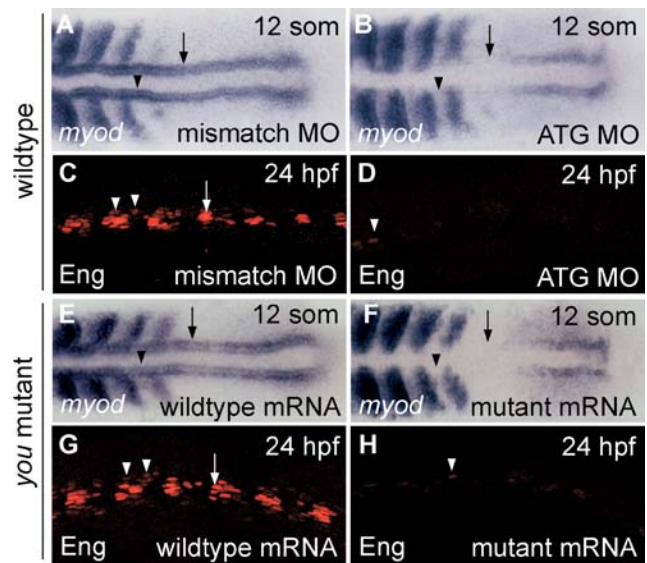 wildtype
A 12 som
myod mismatch MO
B 12 som
myod ATG MO
C 24 hpf
Eng mismatch MO
D 24 hpf
Eng ATG MO
you mutant
E 12 som
myod wildtype mRNA
F 12 som
myod mutant mRNA
G 24 hpf
Eng wildtype mRNA
H 24 hpf
Eng mutant mRNA